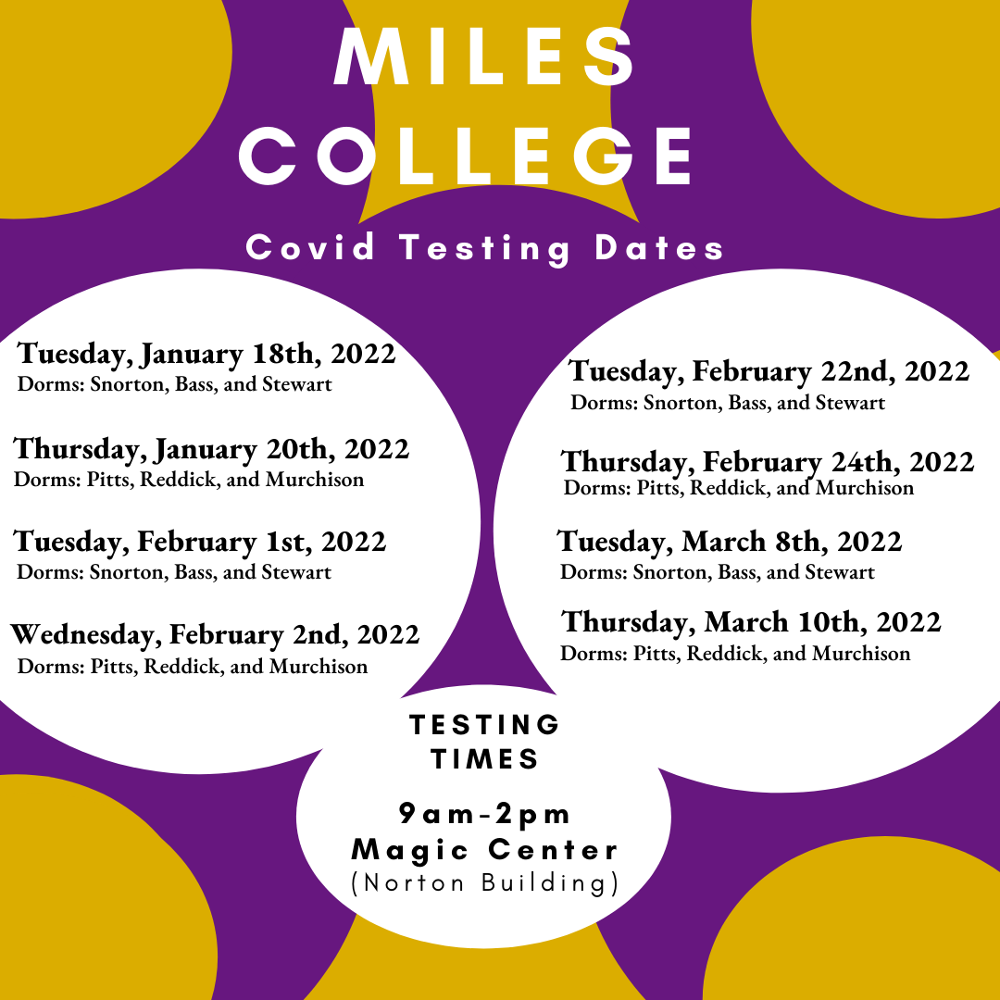 MILES
COLLEGE
Covid Testing Dates
Tuesday, January 18th, 2022
Dorms: Snorton, Bass, and Stewart
Thursday, January 20th, 2022
Dorms: Pitts, Reddick, and Murchison
Tuesday, February 1st, 2022
Dorms: Snorton, Bass, and Stewart
Wednesday, February 2nd, 2022
Dorms: Pitts, Reddick, and Murchison
Tuesday, February 22nd, 2022
Dorms: Snorton, Bass, and Stewart
Thursday, February 24th, 2022
Dorms: Pitts, Reddick, and Murchison
Tuesday, March 8th, 2022
Dorms: Snorton, Bass, and Stewart
Thursday, March 10th, 2022
Dorms: Pitts, Reddick, and Murchison
TESTING
TIMES
9am-2pm
Magic Center
(Norton Building)